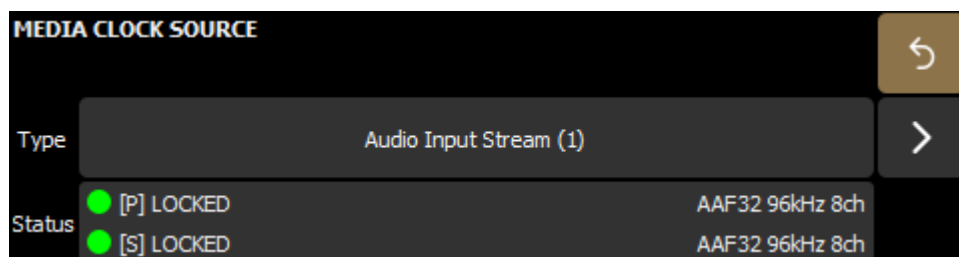 MEDIA CLOCK SOURCE
Type Audio Input Stream (1)
[P] LOCKED AAF32 96kHz 8ch
Status
[S] LOCKED AAF32 96kHz 8ch